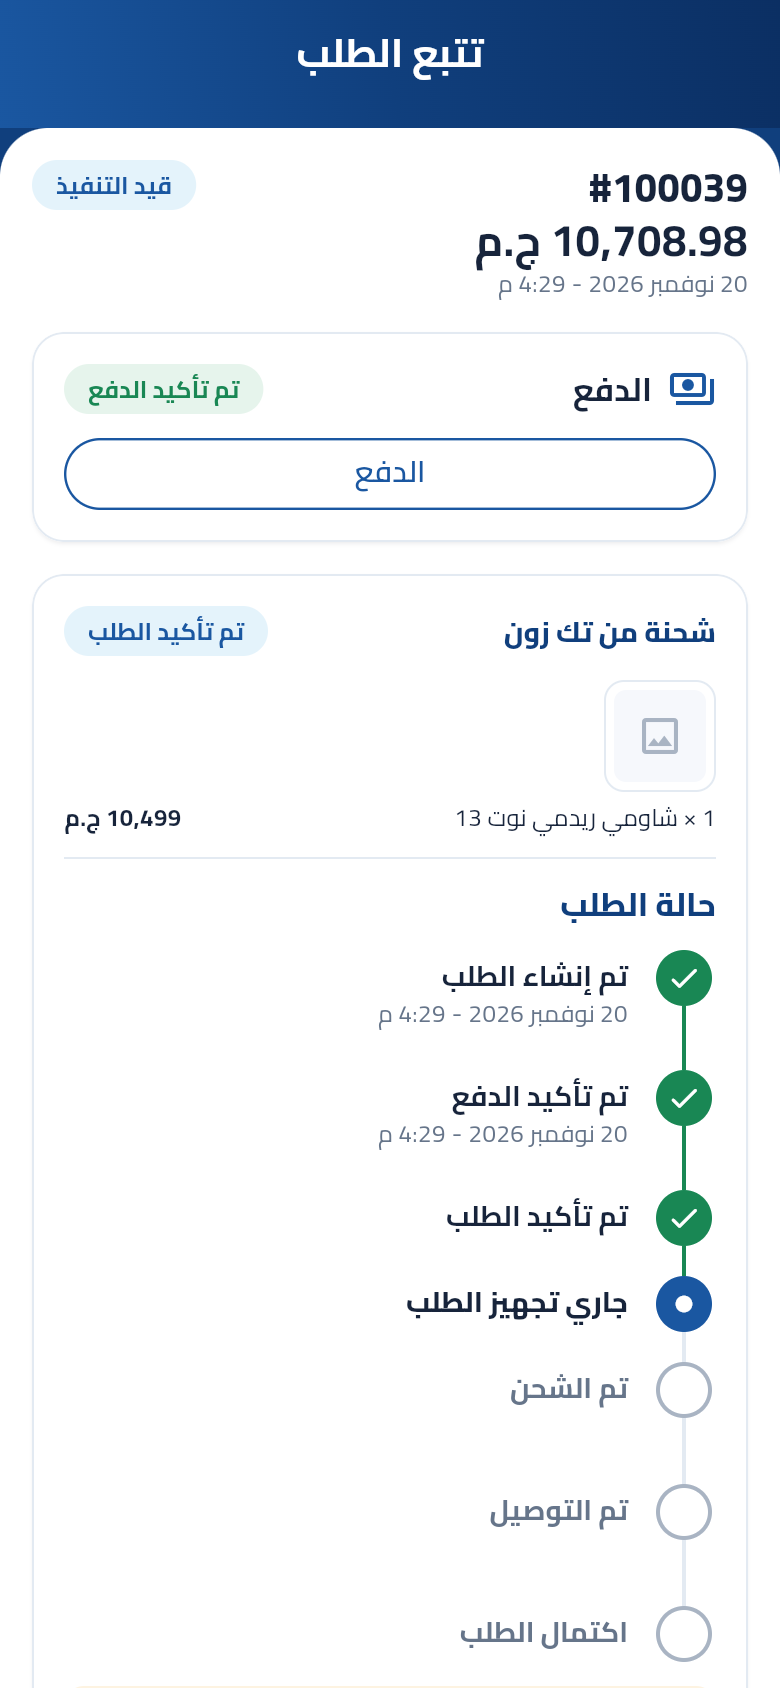 تتبع الطلب
#100039
قيد التنفيذ
10,708.98 ج.م
20 نوفمبر 2026 - 4:29 م
الدفع
تم تأكيد الدفع
الدفع
شحنة من تك زون
تم تأكيد الطلب
1 × شاومي ريدمي نوت 13
10,499 ج.م
حالة الطلب
تم إنشاء الطلب
20 نوفمبر 2026 - 4:29 م
تم تأكيد الدفع
20 نوفمبر 2026 - 4:29 م
تم تأكيد الطلب
جاري تجهيز الطلب
تم الشحن
تم التوصيل
اكتمال الطلب